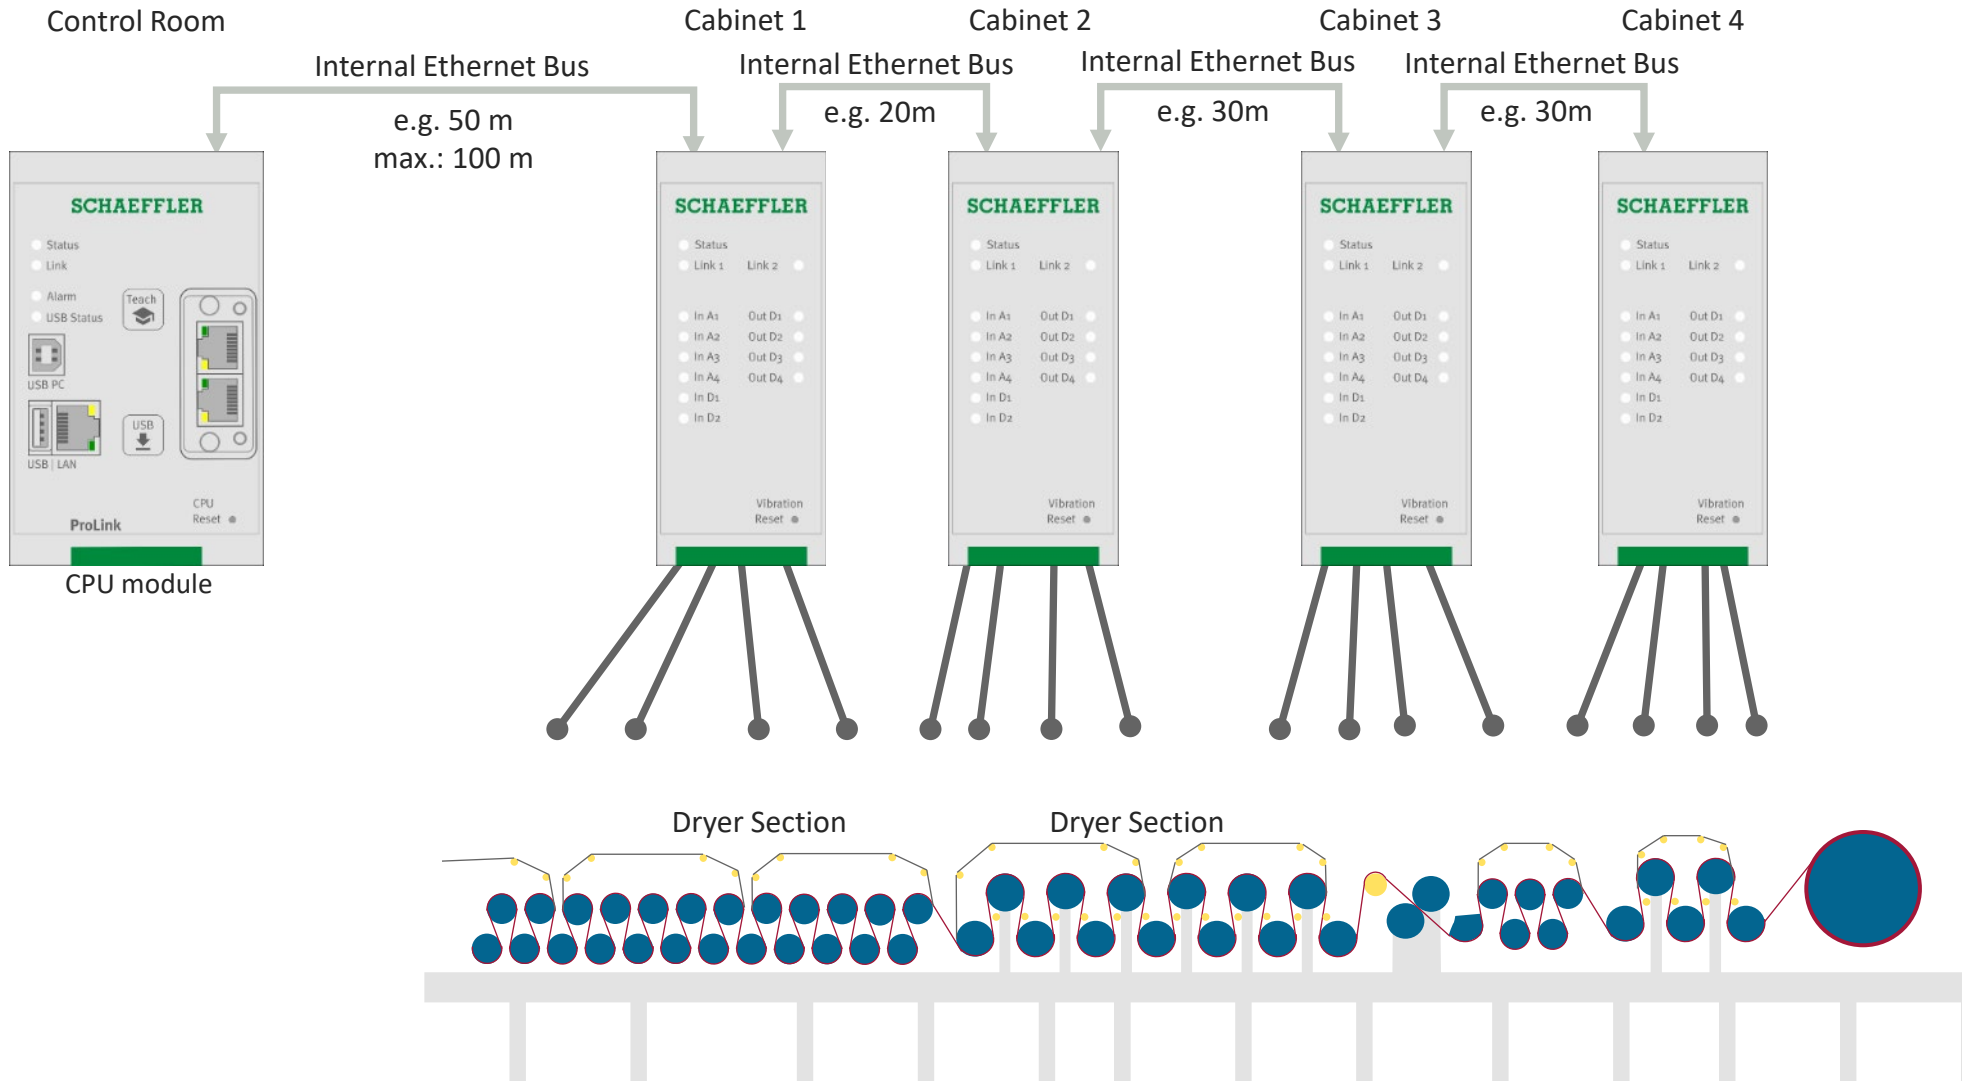 Control Room
Cabinet 1
Cabinet 2
Cabinet 3
Cabinet 4
Internal Ethernet Bus
e.g. 50 m
max.: 100 m
Internal Ethernet Bus
e.g. 20m
Internal Ethernet Bus
e.g. 30m
Internal Ethernet Bus
e.g. 30m
SCHAEFFLER
Status
Link
Alarm
USB Status
Teach
USB PC
USB
USB | LAN
CPU
Reset
ProLink
CPU module
SCHAEFFLER
Status
Link 1 Link 2
In A1 Out D1
In A2 Out D2
In A3 Out D3
In A4 Out D4
In D1
In D2
Vibration
Reset
SCHAEFFLER
Status
Link 1 Link 2
In A1 Out D1
In A2 Out D2
In A3 Out D3
In A4 Out D4
In D1
In D2
Vibration
Reset
SCHAEFFLER
Status
Link 1 Link 2
In A1 Out D1
In A2 Out D2
In A3 Out D3
In A4 Out D4
In D1
In D2
Vibration
Reset
SCHAEFFLER
Status
Link 1 Link 2
In A1 Out D1
In A2 Out D2
In A3 Out D3
In A4 Out D4
In D1
In D2
Vibration
Reset
Dryer Section
Dryer Section